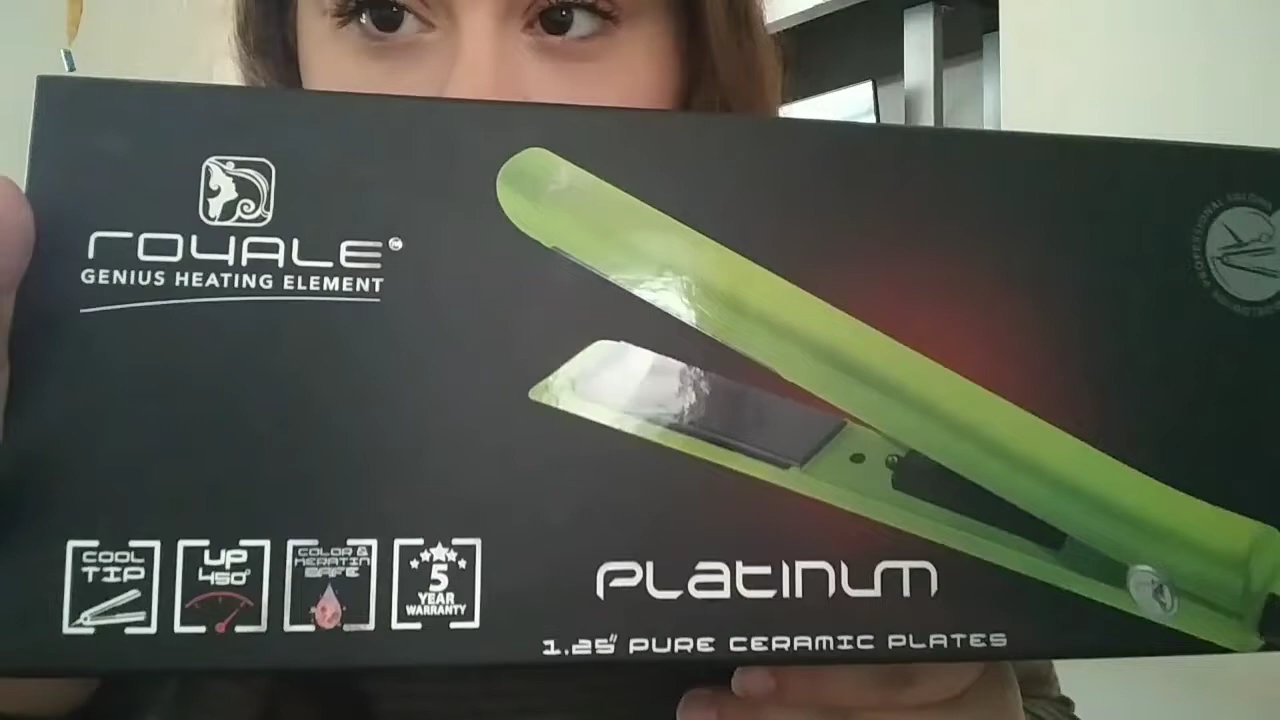 ROYALE™
GENIUS HEATING ELEMENT
COOL
TIP
UP
450°
COLOR &
KERATIN
SAFE
5
YEAR
WARRANTY
PLATINUM
1.25" PURE CERAMIC PLATES
PROFESSIONAL